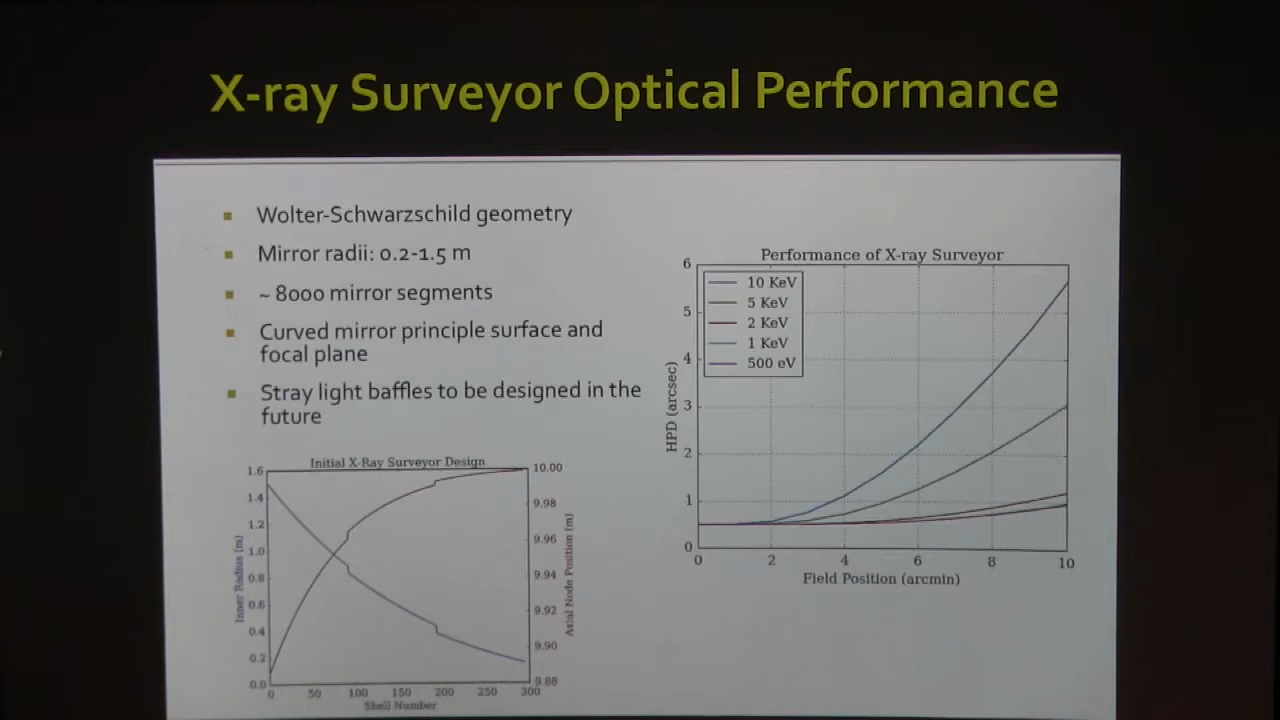 X-ray Surveyor Optical Performance
Wolter-Schwarzschild geometry
Mirror radii: 0.2-1.5 m
~ 8000 mirror segments
Curved mirror principle surface and
focal plane
Stray light baffles to be designed in the
future
Initial X-Ray Surveyor Design
1.6
1.4
1.2
1.0
0.8
0.6
0.4
0.2
0.0
Inner Radius (m)
10.00
9.98
9.96
9.94
9.92
9.90
9.88
Axial Node Position (m)
0 50 100 150 200 250 300
Shell Number
Performance of X-ray Surveyor
10 KeV
5 KeV
2 KeV
1 KeV
500 eV
6
5
4
3
2
1
0
HPD (arcsec)
0 2 4 6 8 10
Field Position (arcmin)